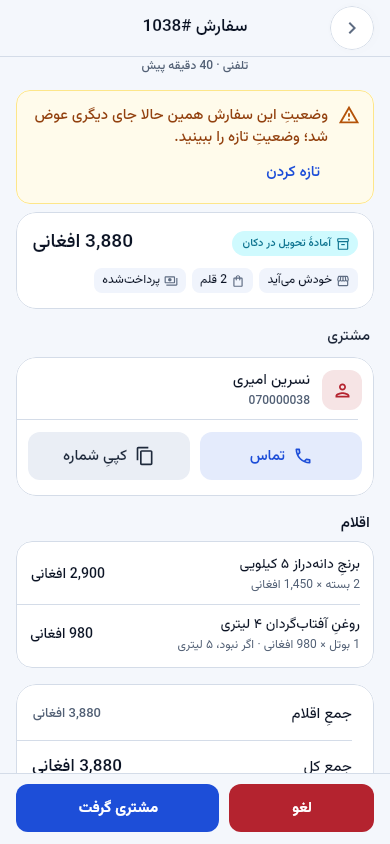 سفارش #1038
تلفنی · 40 دقیقه پیش
وضعیتِ این سفارش همین حالا جای دیگری عوض
شد؛ وضعیتِ تازه را ببینید.
تازه کردن
آمادهٔ تحویل در دکان
3,880 افغانی
خودش می‌آید
2 قلم
پرداخت‌شده
مشتری
نسرین امیری
070000038
تماس
کپیِ شماره
اقلام
برنجِ دانه‌دراز ۵ کیلویی
2,900 افغانی
2 بسته × 1,450 افغانی
روغنِ آفتاب‌گردان ۴ لیتری
980 افغانی
1 بوتل × 980 افغانی · اگر نبود، ۵ لیتری
جمعِ اقلام
3,880 افغانی
جمعِ کل
3,880 افغانی
لغو
مشتری گرفت